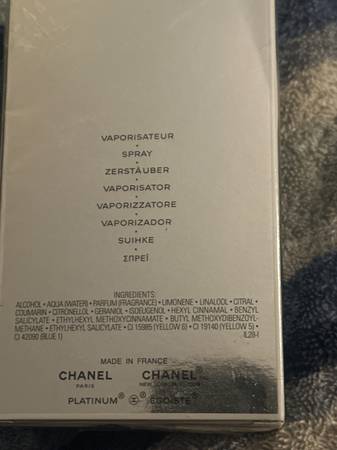 VAPORISATEUR
SPRAY
ZERSTÄUBER
VAPORISATOR
VAPORIZZATORE
VAPORIZADOR
SUIHKE
ΣΠΡΕΪ
INGREDIENTS:
ALCOHOL • AQUA (WATER) • PARFUM (FRAGRANCE) • LIMONENE • LINALOOL • CITRAL •
COUMARIN • CITRONELLOL • GERANIOL • ISOEUGENOL • HEXYL CINNAMAL • BENZYL
SALICYLATE • ETHYLHEXYL METHOXYCINNAMATE • BUTYL METHOXYDIBENZOYL-
METHANE • ETHYLHEXYL SALICYLATE • CI 15985 (YELLOW 6) • CI 19140 (YELLOW 5) •
CI 42090 (BLUE 1) IL28-I
MADE IN FRANCE
CHANEL CHANEL
PARIS NEW
PLATINUM ÉGOÏSTE